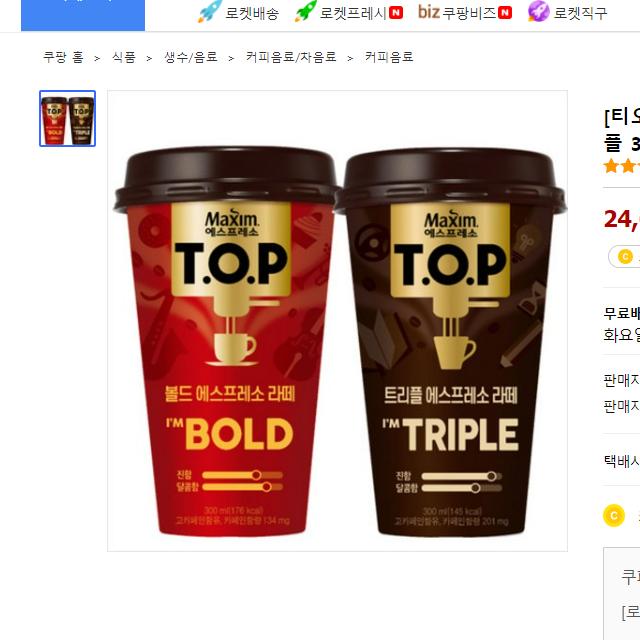 로켓배송 로켓프레시 N biz 쿠팡비즈 N 로켓직구
쿠팡 홈 > 식품 > 생수/음료 > 커피음료/차음료 > 커피음료
Maxim.
에스프레소
T.O.P
볼드 에스프레소 라떼
I'M BOLD
진함
달콤함
300 ml(176 kcal)
고카페인함유, 카페인함량 134 mg
Maxim.
에스프레소
T.O.P
트리플 에스프레소 라떼
I'M TRIPLE
진함
달콤함
300 ml(145 kcal)
고카페인함유, 카페인함량 201 mg
[티오
플 3
24,
C
무료배
화요일
판매자
판매자
택배사
C
쿠파
[로